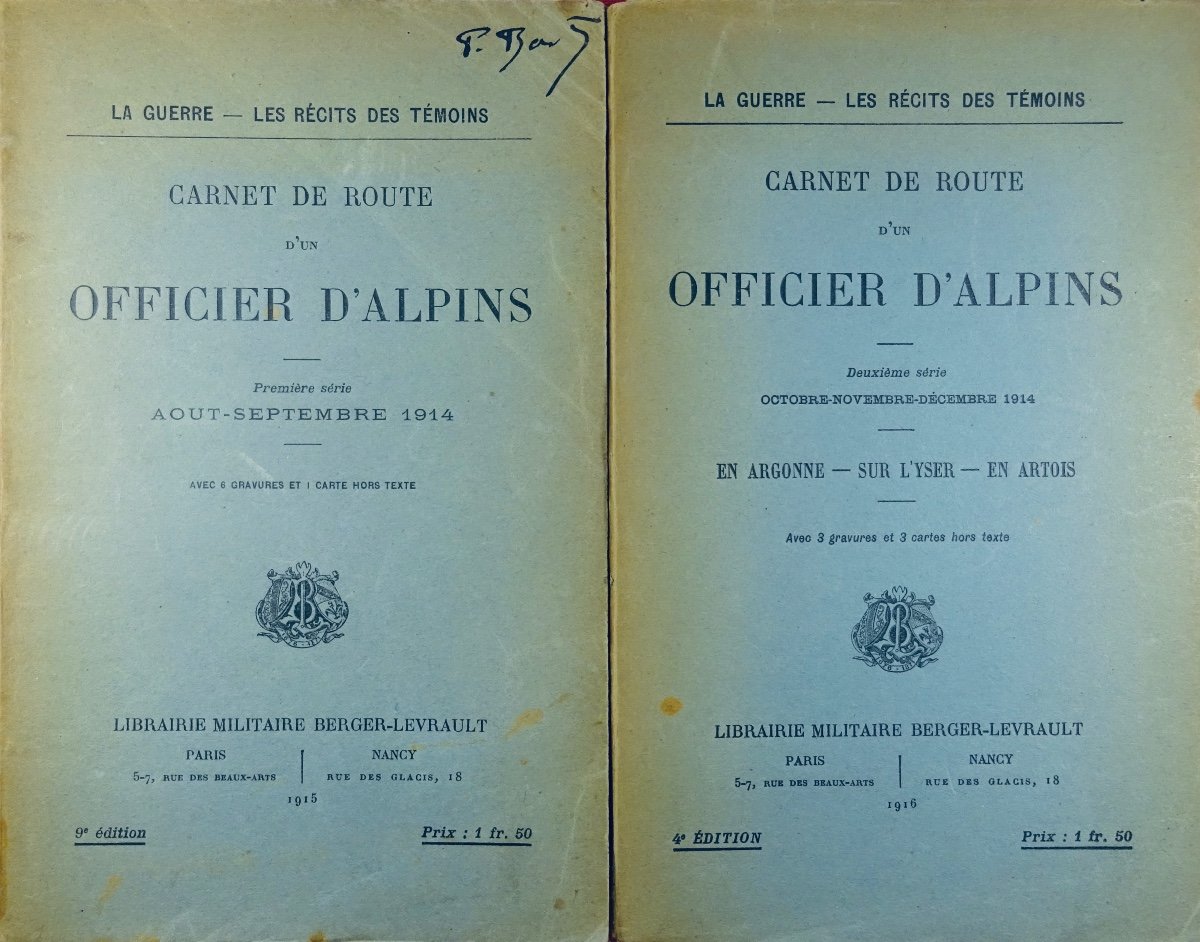 LA GUERRE — LES RÉCITS DES TÉMOINS
CARNET DE ROUTE
D'UN
OFFICIER D'ALPINS
Première série
AOUT-SEPTEMBRE 1914
AVEC 6 GRAVURES ET 1 CARTE HORS TEXTE
LIBRAIRIE MILITAIRE BERGER-LEVRAULT
PARIS
5-7, RUE DES BEAUX-ARTS
NANCY
RUE DES GLACIS, 18
1915
9e édition
Prix : 1 fr. 50
LA GUERRE — LES RÉCITS DES TÉMOINS
CARNET DE ROUTE
D'UN
OFFICIER D'ALPINS
Deuxième série
OCTOBRE-NOVEMBRE-DÉCEMBRE 1914
EN ARGONNE — SUR L'YSER — EN ARTOIS
Avec 3 gravures et 3 cartes hors texte
LIBRAIRIE MILITAIRE BERGER-LEVRAULT
PARIS
5-7, RUE DES BEAUX-ARTS
NANCY
RUE DES GLACIS, 18
1916
4e ÉDITION
Prix : 1 fr. 50